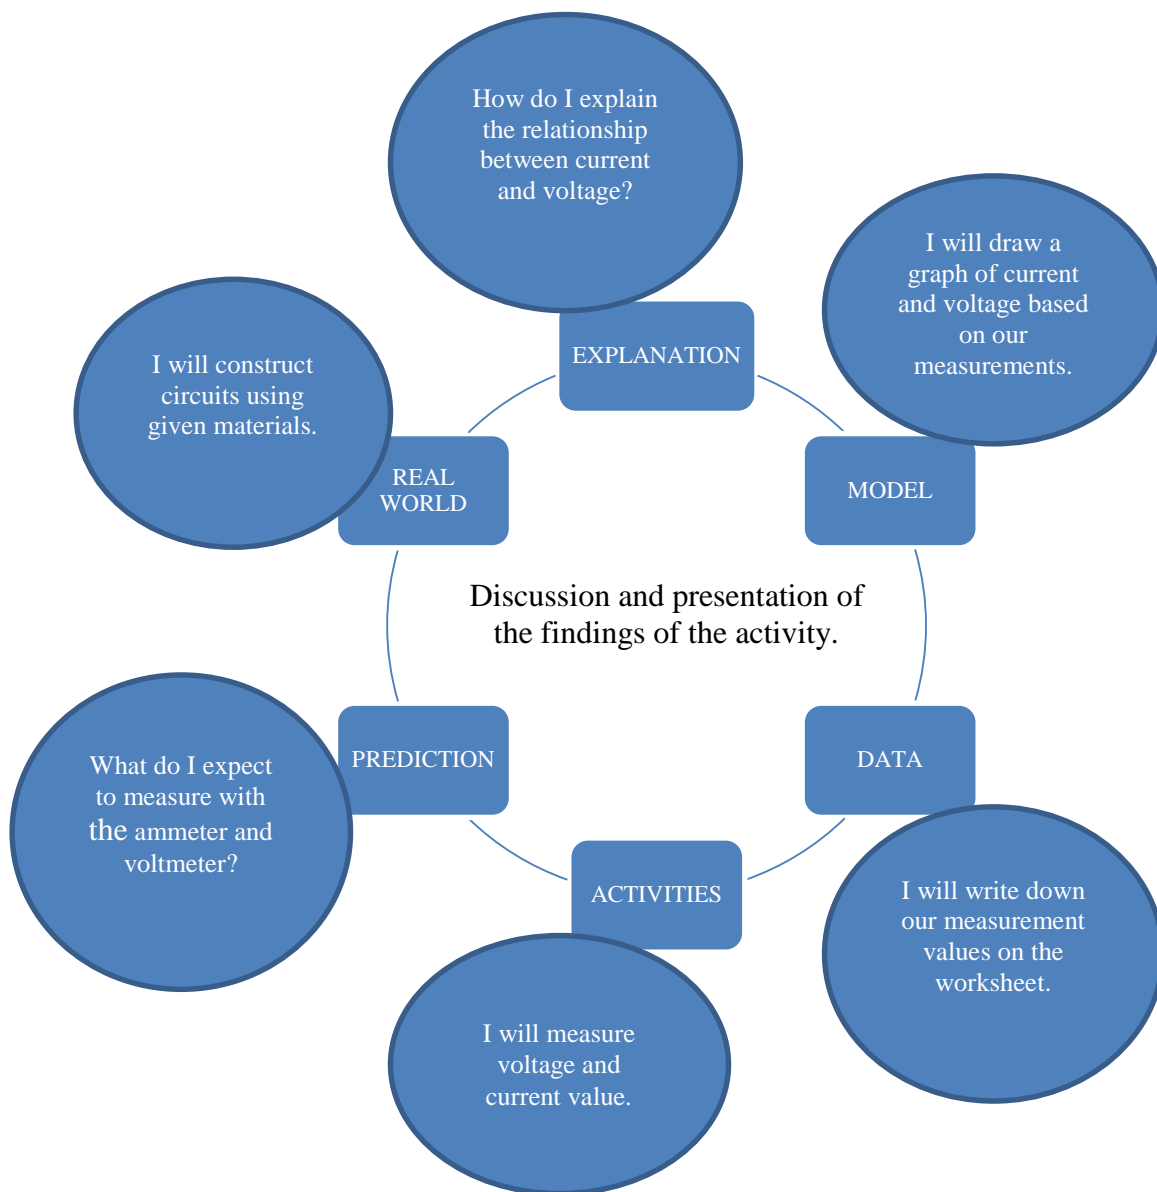 How do I explain
the relationship
between current
and voltage?
EXPLANATION
I will draw a
graph of current
and voltage based
on our
measurements.
MODEL
I will construct
circuits using
given materials.
REAL
WORLD
Discussion and presentation of
the findings of the activity.
What do I expect
to measure with
the ammeter and
voltmeter?
PREDICTION
DATA
I will write down
our measurement
values on the
worksheet.
ACTIVITIES
I will measure
voltage and
current value.